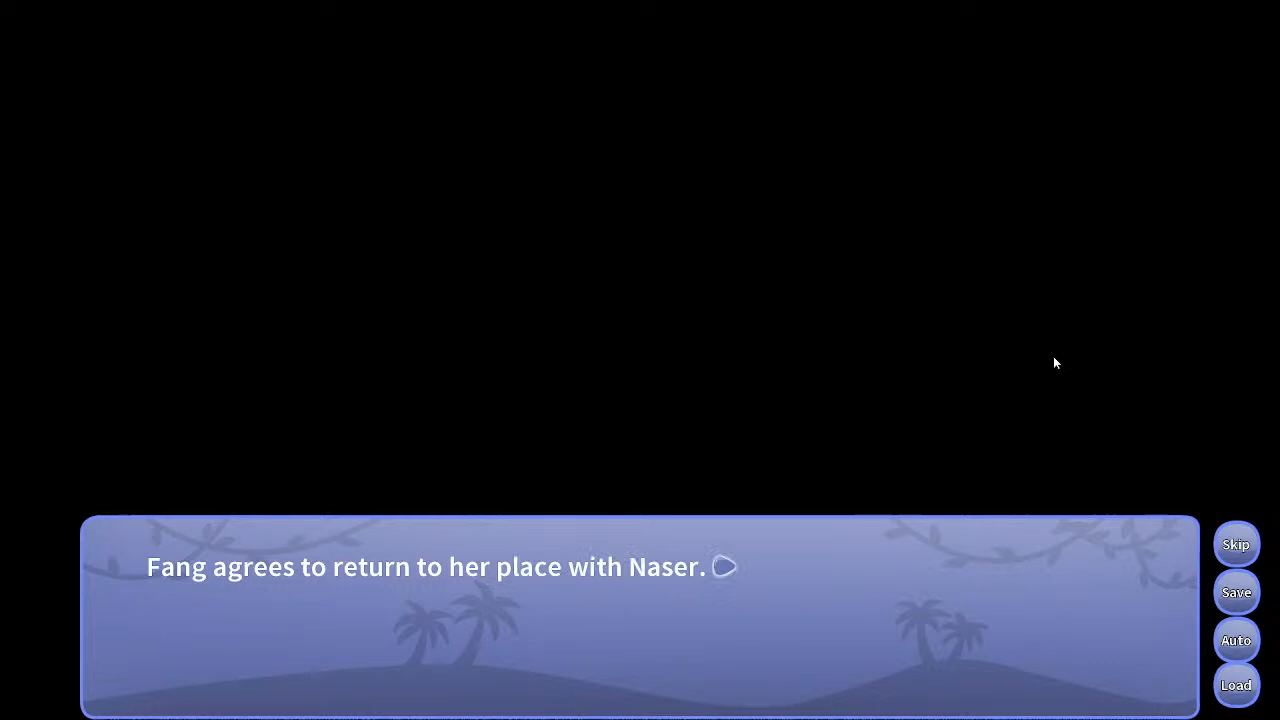 Fang agrees to return to her place with Naser.
Skip
Save
Auto
Load